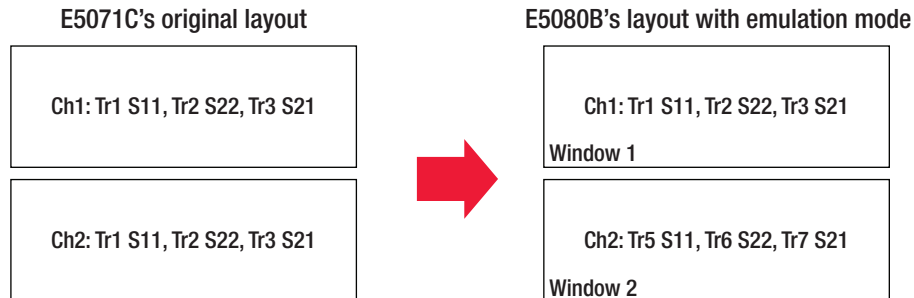 E5071C’s original layout
Ch1: Tr1 S11, Tr2 S22, Tr3 S21
Ch2: Tr1 S11, Tr2 S22, Tr3 S21
E5080B’s layout with emulation mode
Ch1: Tr1 S11, Tr2 S22, Tr3 S21
Window 1
Ch2: Tr5 S11, Tr6 S22, Tr7 S21
Window 2